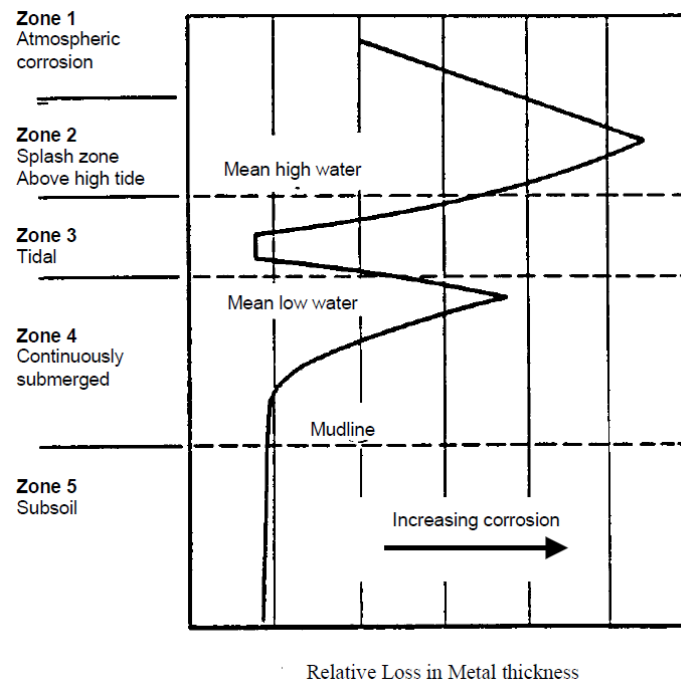 Zone 1
Atmospheric
corrosion
Zone 2
Splash zone
Above high tide
Mean high water
Zone 3
Tidal
Mean low water
Zone 4
Continuously
submerged
Mudline
Zone 5
Subsoil
Increasing corrosion
Relative Loss in Metal thickness